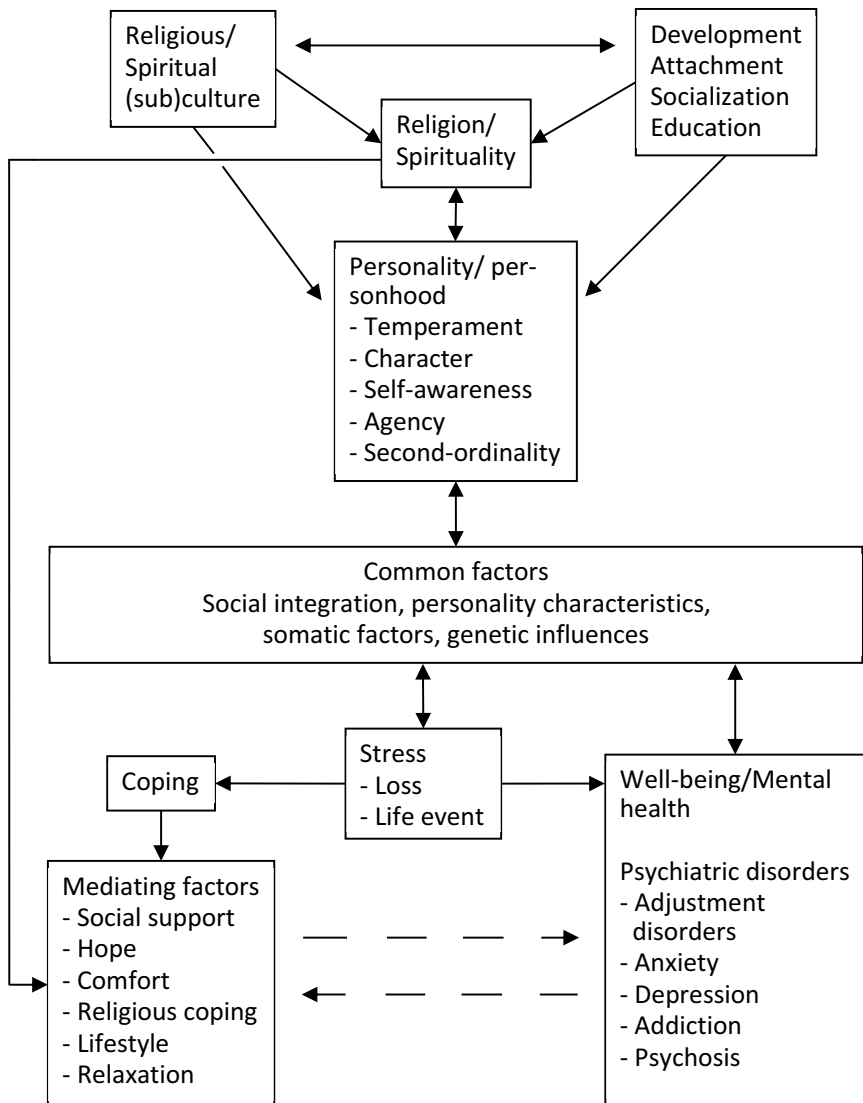 Religious/
Spiritual
(sub)culture
Development
Attachment
Socialization
Education
Religion/
Spirituality
Personality/ per-
sonhood
- Temperament
- Character
- Self-awareness
- Agency
- Second-ordinality
Common factors
Social integration, personality characteristics,
somatic factors, genetic influences
Coping
Stress
- Loss
- Life event
Well-being/Mental
health
Psychiatric disorders
- Adjustment
disorders
- Anxiety
- Depression
- Addiction
- Psychosis
Mediating factors
- Social support
- Hope
- Comfort
- Religious coping
- Lifestyle
- Relaxation